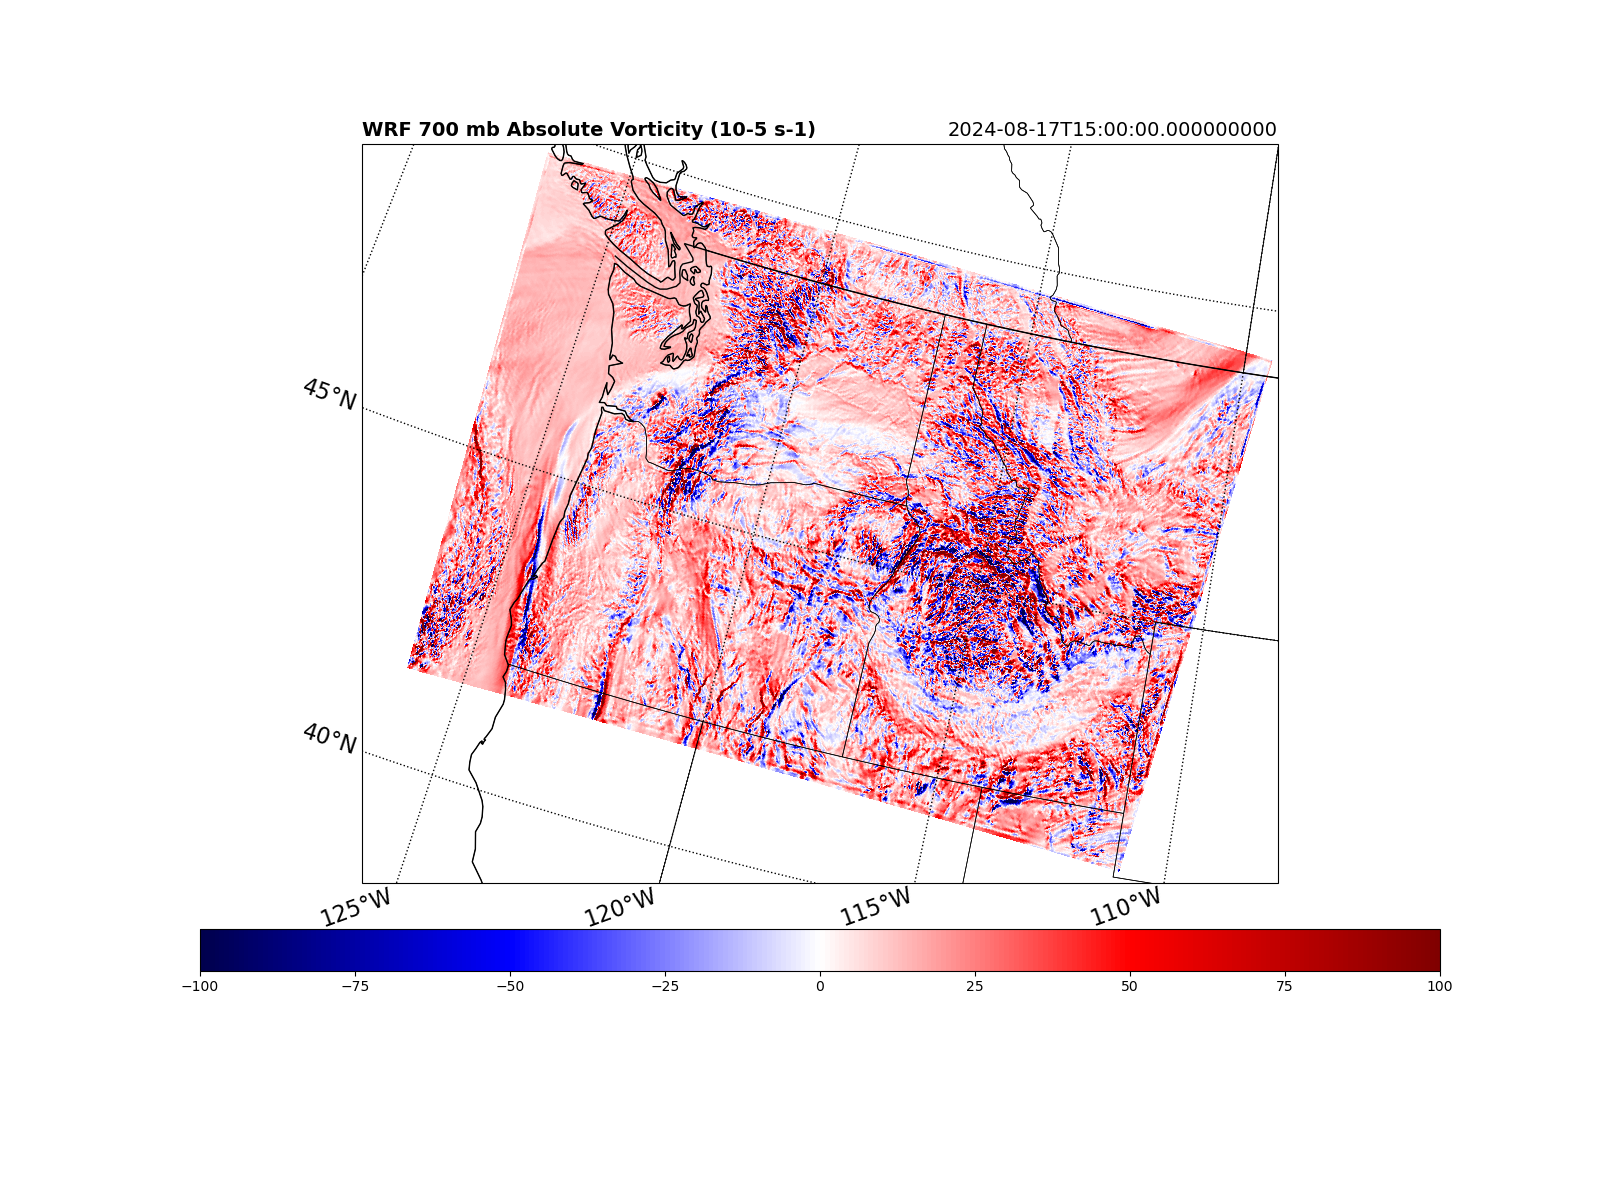 WRF 700 mb Absolute Vorticity (10-5 s-1)
2024-08-17T15:00:00.000000000
45°N
40°N
125°W
120°W
115°W
110°W
−100
−75
−50
−25
0
25
50
75
100